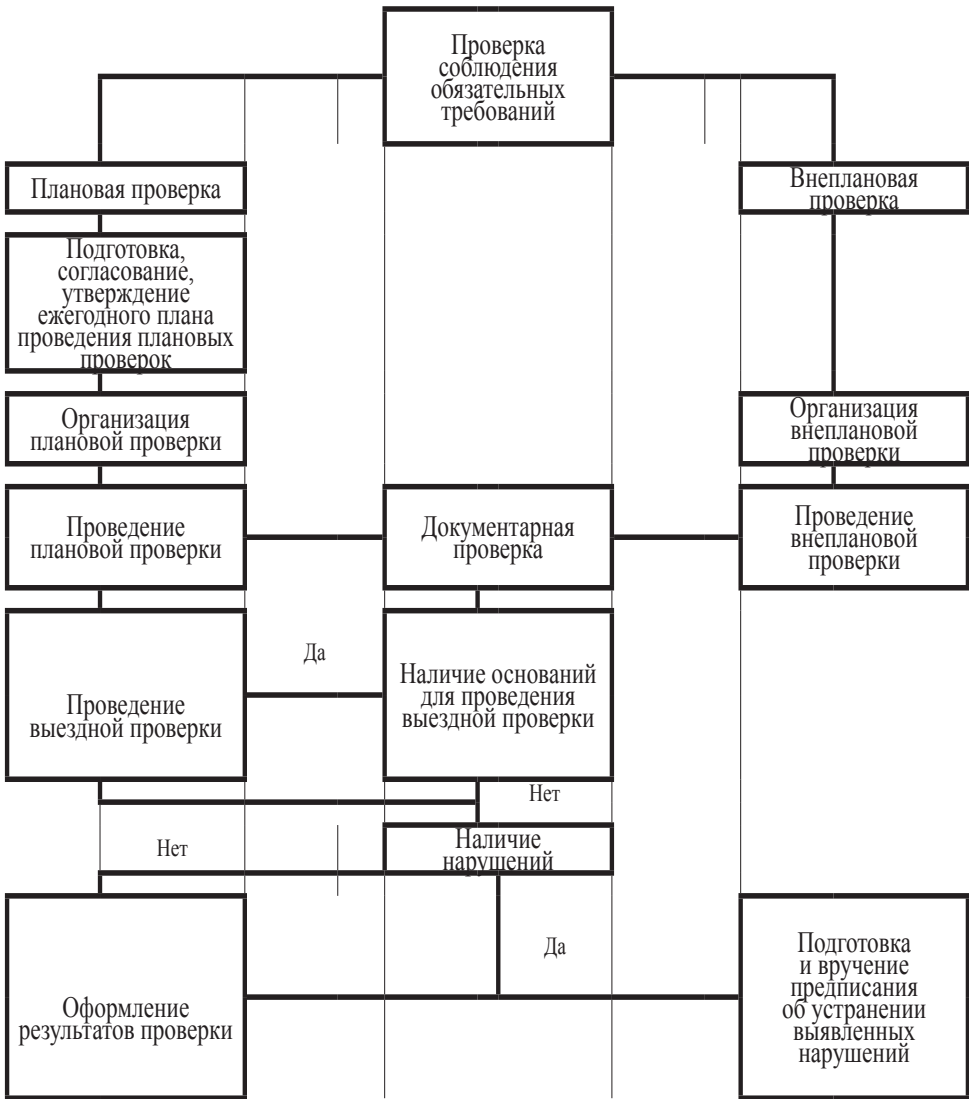 Проверка
соблюдения
обязательных
требований
Плановая проверка
Внеплановая
проверка
Подготовка,
согласование,
утверждение
ежегодного плана
проведения плановых
проверок
Организация
плановой проверки
Организация
внеплановой
проверки
Проведение
плановой проверки
Документарная
проверка
Проведение
внеплановой
проверки
Проведение
выездной проверки
Да
Наличие оснований
для проведения
выездной проверки
Нет
Нет
Наличие
нарушений
Да
Оформление
результатов проверки
Подготовка
и вручение
предписания
об устранении
выявленных
нарушений